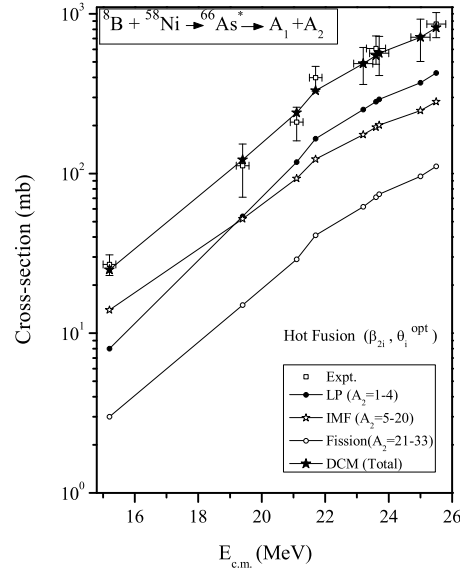 ⁸B + ⁵⁸Ni → ⁶⁶As* → A₁ + A₂
10³
10²
10¹
10⁰
Cross-section (mb)
Hot Fusion (β₂ᵢ, θᵢᵒᵖᵗ)
Expt.
LP (A₂=1-4)
IMF (A₂=5-20)
Fission(A₂=21-33)
DCM (Total)
16 18 20 22 24 26
E_c.m. (MeV)